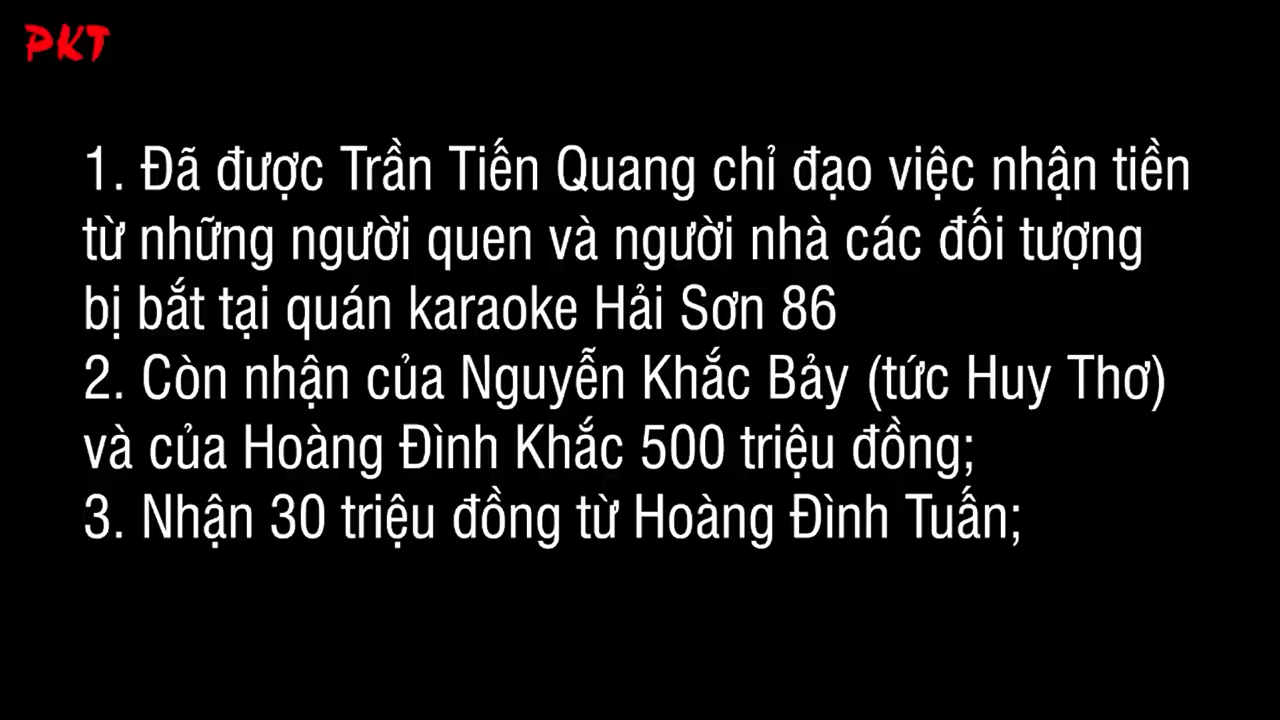 PKT
1. Đã được Trần Tiến Quang chỉ đạo việc nhận tiền
từ những người quen và người nhà các đối tượng
bị bắt tại quán karaoke Hải Sơn 86
2. Còn nhận của Nguyễn Khắc Bảy (tức Huy Thơ)
và của Hoàng Đình Khắc 500 triệu đồng;
3. Nhận 30 triệu đồng từ Hoàng Đình Tuấn;